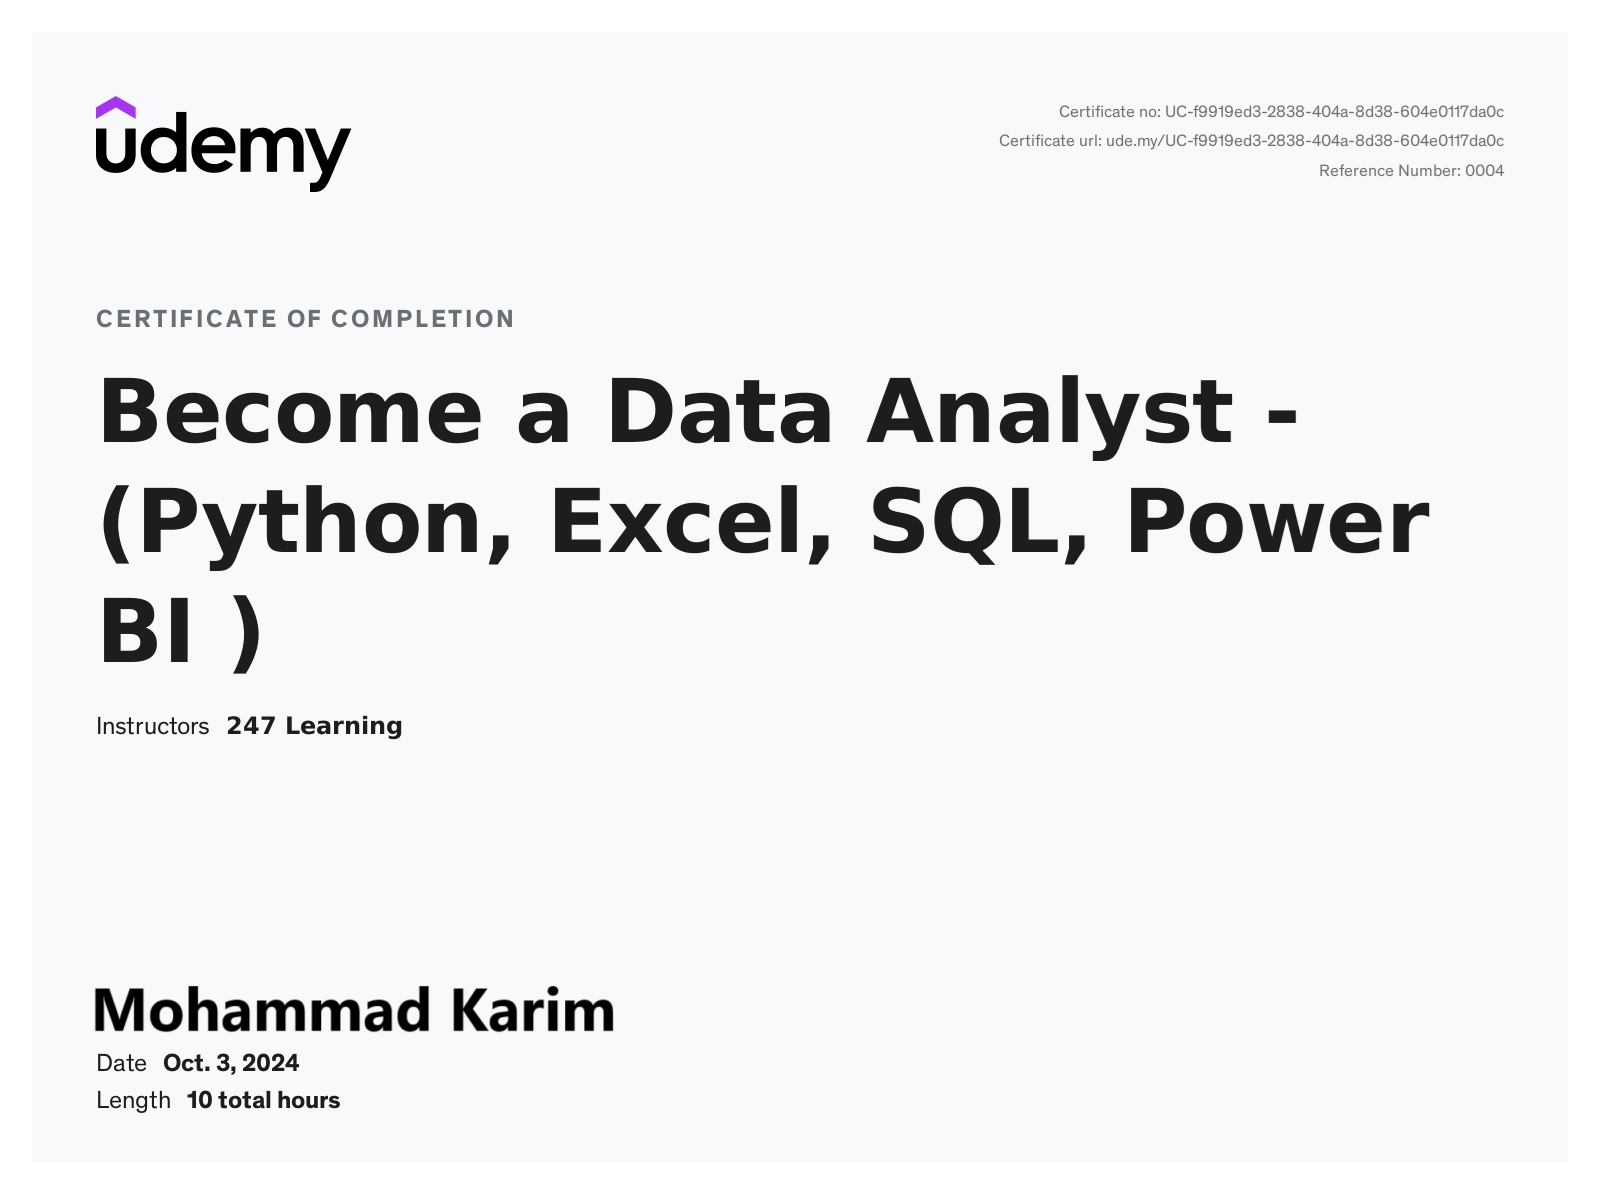 udemy
Certificate no: UC-f9919ed3-2838-404a-8d38-604e0117da0c
Certificate url: ude.my/UC-f9919ed3-2838-404a-8d38-604e0117da0c
Reference Number: 0004
CERTIFICATE OF COMPLETION
Become a Data Analyst -
(Python, Excel, SQL, Power
BI )
Instructors 247 Learning
Mohammad Karim
Date Oct. 3, 2024
Length 10 total hours